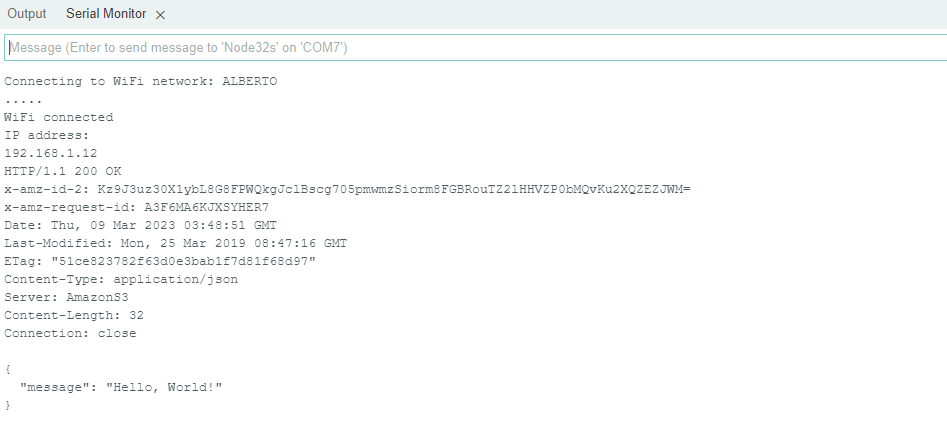 Output Serial Monitor
Message (Enter to send message to 'Node32s' on 'COM7')
Connecting to WiFi network: ALBERTO
.....
WiFi connected
IP address:
192.168.1.12
HTTP/1.1 200 OK
x-amz-id-2: Kz9J3uz30X1ybL8G8FPWQkgJclBscg705pmwmzSiorm8FGBRouTZ2lHHVZP0bMQvKu2XQZEZJWM=
x-amz-request-id: A3F6MA6KJXSYHER7
Date: Thu, 09 Mar 2023 03:48:51 GMT
Last-Modified: Mon, 25 Mar 2019 08:47:16 GMT
ETag: "51ce823782f63d0e3bab1f7d81f68d97"
Content-Type: application/json
Server: AmazonS3
Content-Length: 32
Connection: close
{
"message": "Hello, World!"
}